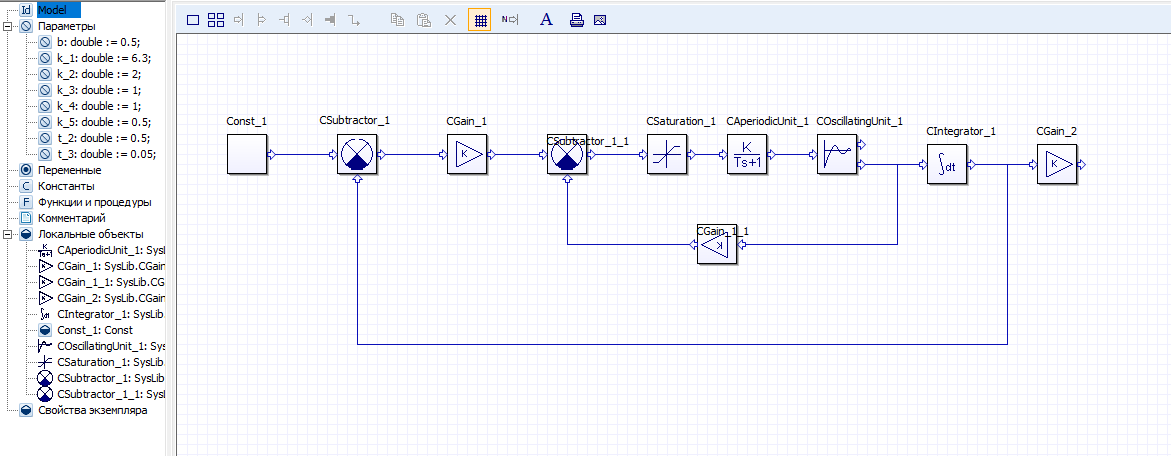 Id Model
Параметры
b: double := 0.5;
k_1: double := 6.3;
k_2: double := 2;
k_3: double := 1;
k_4: double := 1;
k_5: double := 0.5;
t_2: double := 0.5;
t_3: double := 0.05;
Переменные
C Константы
F Функции и процедуры
Комментарий
Локальные объекты
CAperiodicUnit_1: SysI
CGain_1: SysLib.CGain
CGain_1_1: SysLib.CG
CGain_2: SysLib.CGain
CIntegrator_1: SysLib.
Const_1: Const
COscillatingUnit_1: Sys
CSaturation_1: SysLib
CSubtractor_1: SysLib
CSubtractor_1_1: SysI
Свойства экземпляра
N A
Const_1
CSubtractor_1
CGain_1
K
CSubtractor_1_1
CSaturation_1
CAperiodicUnit_1
K
Ts+1
COscillatingUnit_1
CIntegrator_1
∫dt
CGain_2
K
CGain_1_1
K